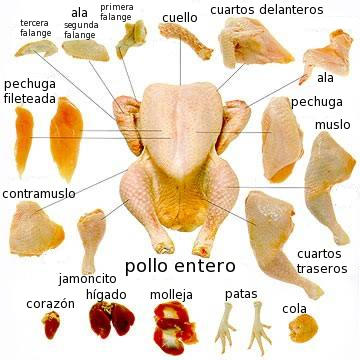 tercera
falange
ala
segunda
falange
primera
falange
cuello
cuartos delanteros
ala
pechuga
fileteada
pechuga
muslo
contramuslo
jamoncito
pollo entero
cuartos
traseros
corazón
hígado
molleja
patas
cola